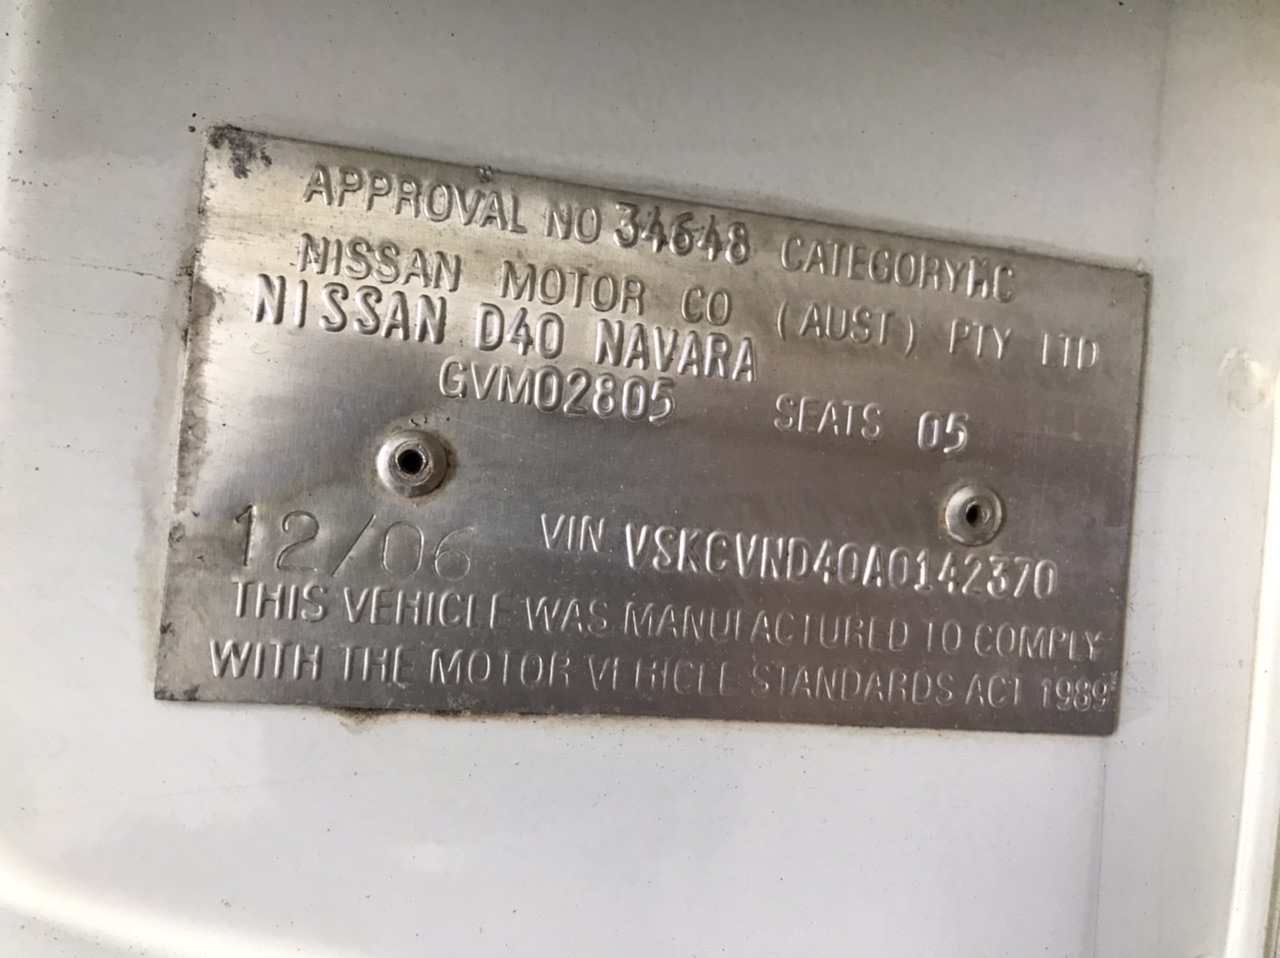 APPROVAL NO 34648 CATEGORY MC
NISSAN MOTOR CO (AUST) PTY LTD
NISSAN D40 NAVARA
GVM02805 SEATS 05
12/06 VIN VSKCVND40A0142370
THIS VEHICLE WAS MANUFACTURED TO COMPLY
WITH THE MOTOR VEHICLE STANDARDS ACT 1989